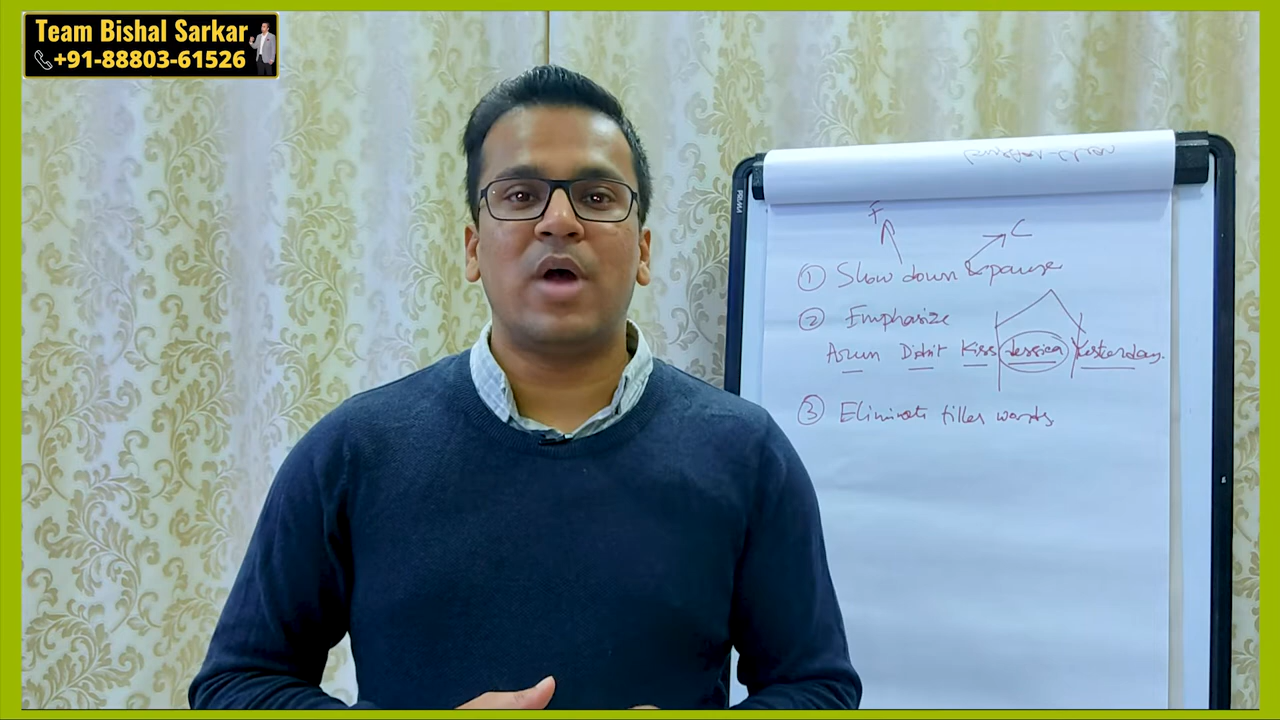 Team Bishal Sarkar
+91-88803-61526
F
C
① Slow down & pause
② Emphasize
Arun Didn't Kiss Jessica Yesterday.
③ Eliminate filler words